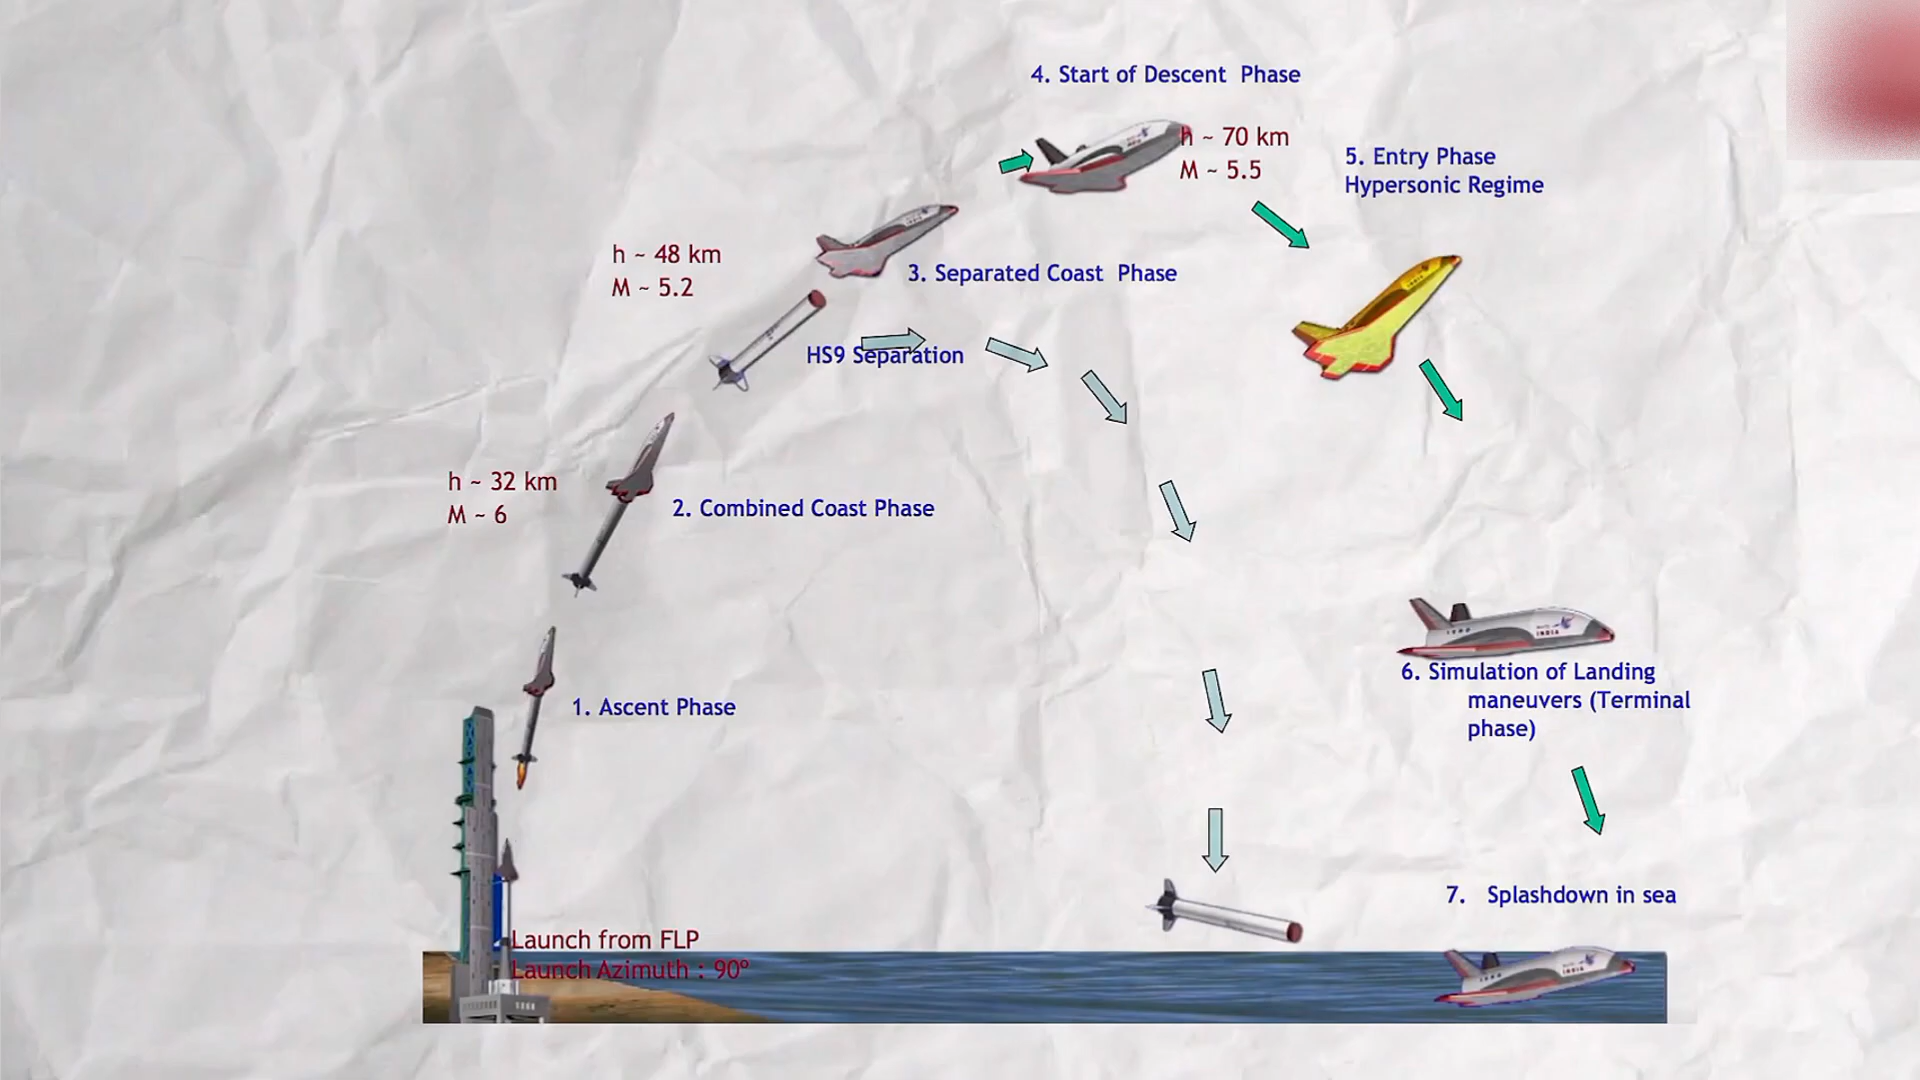 4. Start of Descent Phase
h ~ 70 km
M ~ 5.5
5. Entry Phase
Hypersonic Regime
h ~ 48 km
M ~ 5.2
3. Separated Coast Phase
HS9 Separation
h ~ 32 km
M ~ 6
2. Combined Coast Phase
INDIA
6. Simulation of Landing
maneuvers (Terminal
phase)
1. Ascent Phase
7. Splashdown in sea
Launch from FLP
Launch Azimuth : 90°
INDIA